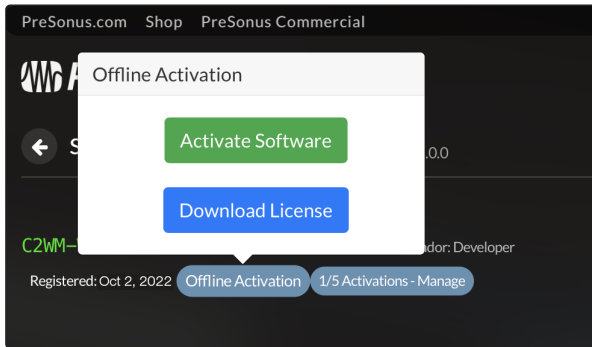 PreSonus.com Shop PreSonus Commercial
Offline Activation
Activate Software
.0.0
Download License
C2WM-
dor: Developer
Registered: Oct 2, 2022 Offline Activation 1/5 Activations - Manage